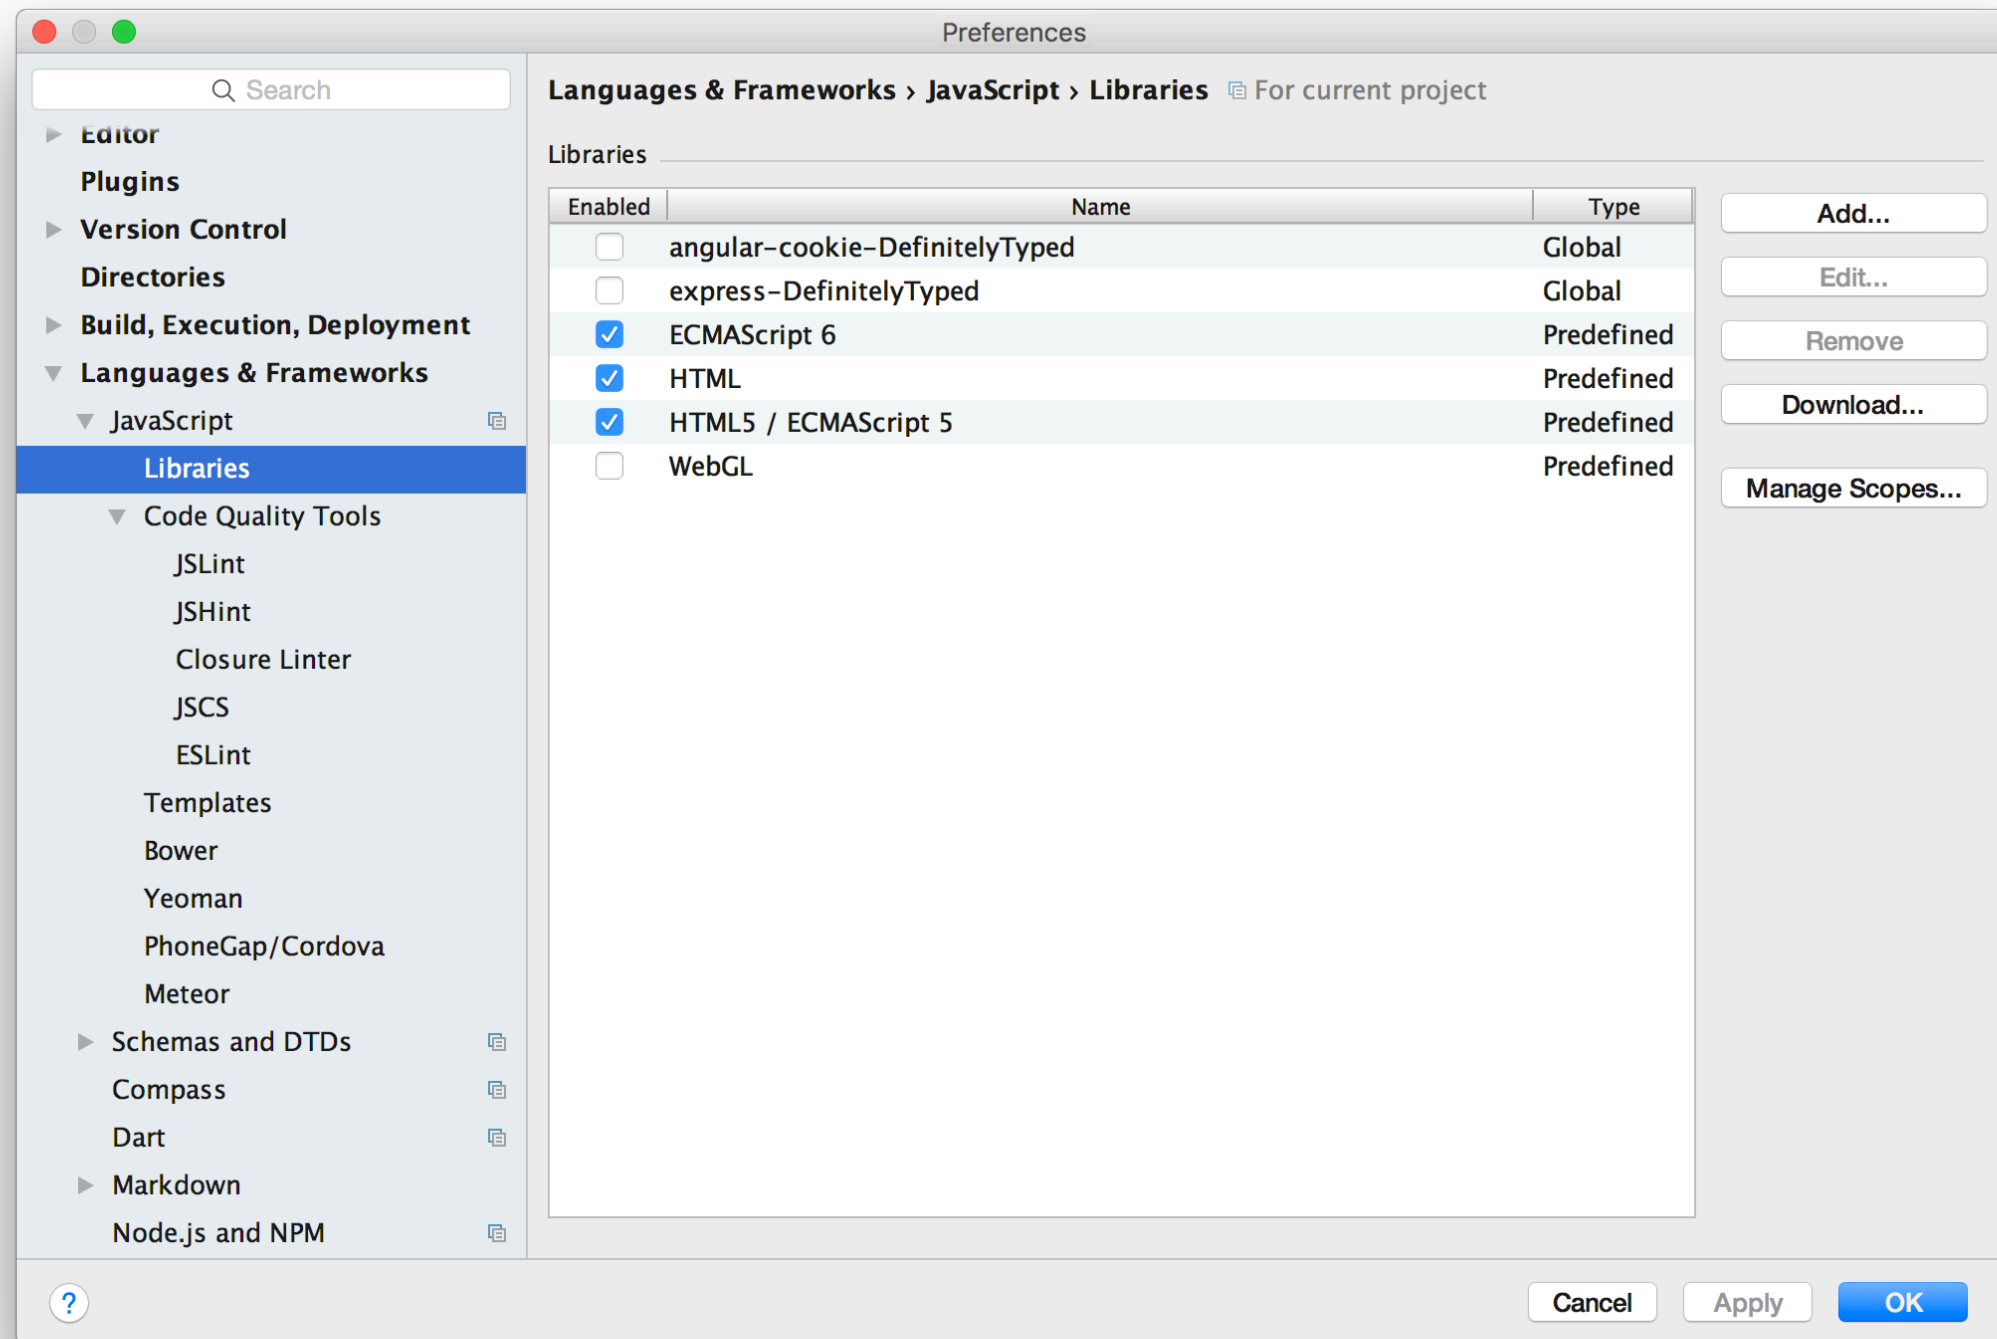 Preferences
Search
Editor
Plugins
Version Control
Directories
Build, Execution, Deployment
Languages & Frameworks
JavaScript
Libraries
Code Quality Tools
JSLint
JSHint
Closure Linter
JSCS
ESLint
Templates
Bower
Yeoman
PhoneGap/Cordova
Meteor
Schemas and DTDs
Compass
Dart
Markdown
Node.js and NPM
Languages & Frameworks › JavaScript › Libraries For current project
Libraries
Enabled Name Type
angular-cookie-DefinitelyTyped Global
express-DefinitelyTyped Global
ECMAScript 6 Predefined
HTML Predefined
HTML5 / ECMAScript 5 Predefined
WebGL Predefined
Add...
Edit...
Remove
Download...
Manage Scopes...
?
Cancel
Apply
OK